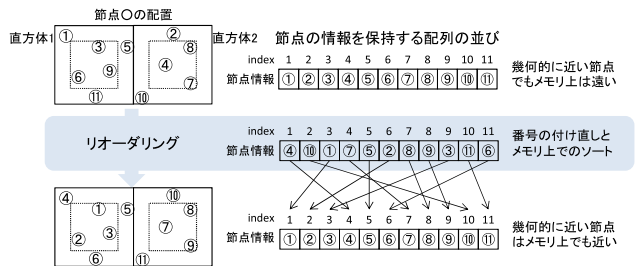 節点○の配置
直方体1
直方体2
① ③ ⑤ ② ⑧
⑥ ⑨ ④ ⑦
⑪ ⑩
節点の情報を保持する配列の並び
index 1 2 3 4 5 6 7 8 9 10 11
節点情報 ① ② ③ ④ ⑤ ⑥ ⑦ ⑧ ⑨ ⑩ ⑪
幾何的に近い節点
でもメモリ上は遠い
リオーダリング
index 1 2 3 4 5 6 7 8 9 10 11
節点情報 ④ ⑩ ① ⑦ ⑤ ② ⑧ ⑨ ③ ⑪ ⑥
番号の付け直しと
メモリ上でのソート
④ ① ⑤ ⑩ ⑧
② ③ ⑦ ⑨
⑥ ⑪
index 1 2 3 4 5 6 7 8 9 10 11
節点情報 ① ② ③ ④ ⑤ ⑥ ⑦ ⑧ ⑨ ⑩ ⑪
幾何的に近い節点
はメモリ上でも近い